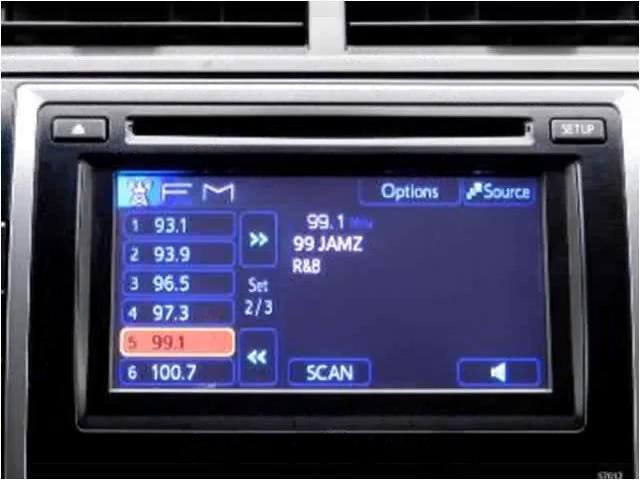 SETUP
FM
Options
Source
1 93.1
2 93.9
3 96.5
4 97.3
5 99.1
6 100.7
>>
Set
2/3
<<
99.1 MHz
99 JAMZ
R&B
SCAN
57012